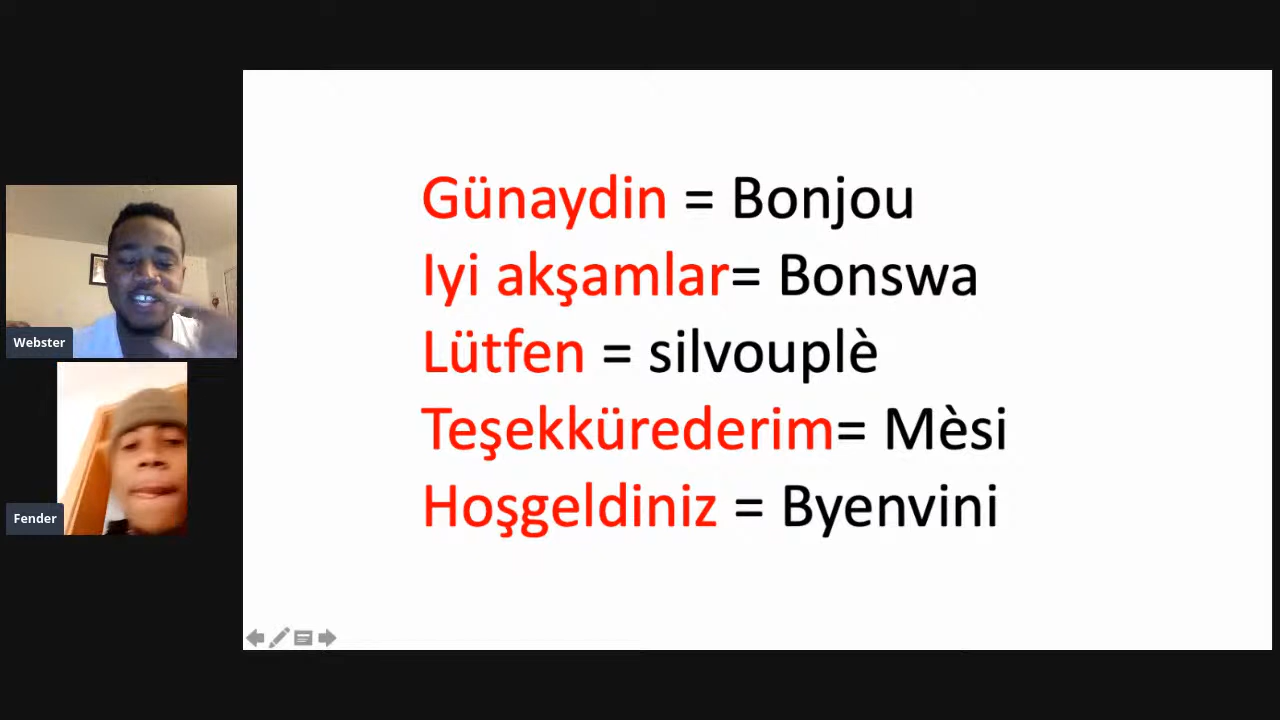 Günaydin = Bonjou
Iyi akşamlar= Bonswa
Lütfen = silvouplè
Teşekkürederim= Mèsi
Hoşgeldiniz = Byenvini
Webster
Fender